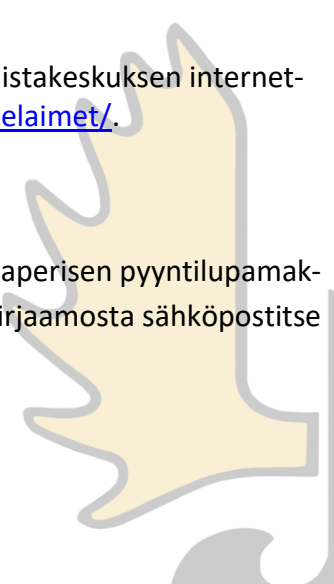 istakeskuksen internet-
elaimet/.
aperisen pyyntilupamak-
irjaamosta sähköpostitse